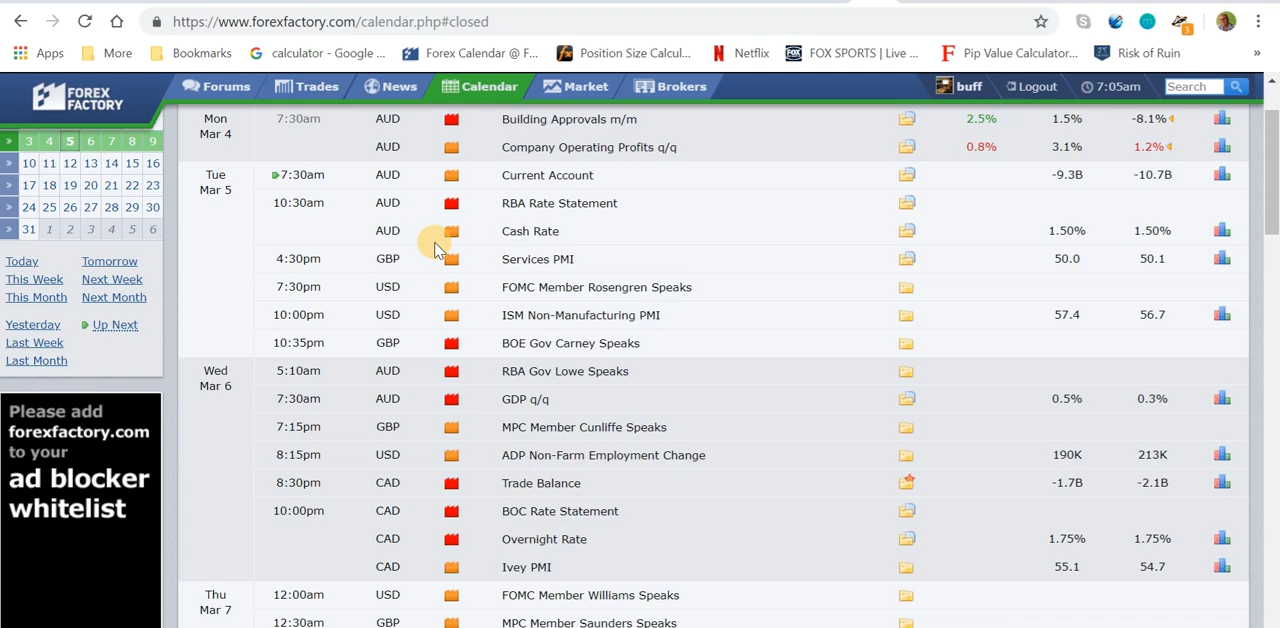 https://www.forexfactory.com/calendar.php#closed
Apps More Bookmarks calculator - Google ... Forex Calendar @ F... Position Size Calcul... Netflix FOX SPORTS | Live ... Pip Value Calculator... Risk of Ruin »
FOREX FACTORY Forums Trades News Calendar Market Brokers buff Logout 7:05am Search
» 3 4 5 6 7 8 9
» 10 11 12 13 14 15 16
» 17 18 19 20 21 22 23
» 24 25 26 27 28 29 30
» 31 1 2 3 4 5 6
Today Tomorrow
This Week Next Week
This Month Next Month
Yesterday Up Next
Last Week
Last Month
Please add
forexfactory.com
to your
ad blocker
whitelist
Mon Mar 4 7:30am AUD Building Approvals m/m 2.5% 1.5% -8.1%
AUD Company Operating Profits q/q 0.8% 3.1% 1.2%
Tue Mar 5 7:30am AUD Current Account -9.3B -10.7B
10:30am AUD RBA Rate Statement
AUD Cash Rate 1.50% 1.50%
4:30pm GBP Services PMI 50.0 50.1
7:30pm USD FOMC Member Rosengren Speaks
10:00pm USD ISM Non-Manufacturing PMI 57.4 56.7
10:35pm GBP BOE Gov Carney Speaks
Wed Mar 6 5:10am AUD RBA Gov Lowe Speaks
7:30am AUD GDP q/q 0.5% 0.3%
7:15pm GBP MPC Member Cunliffe Speaks
8:15pm USD ADP Non-Farm Employment Change 190K 213K
8:30pm CAD Trade Balance -1.7B -2.1B
10:00pm CAD BOC Rate Statement
CAD Overnight Rate 1.75% 1.75%
CAD Ivey PMI 55.1 54.7
Thu Mar 7 12:00am USD FOMC Member Williams Speaks
12:30am GBP MPC Member Saunders Speaks